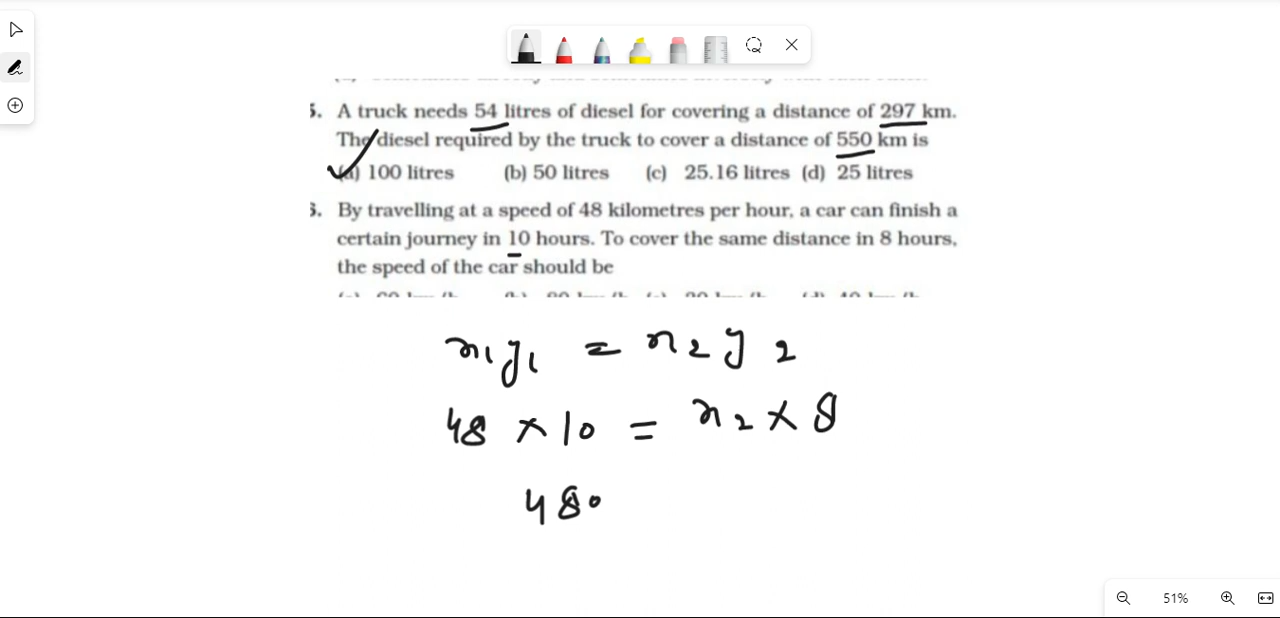 5. A truck needs 54 litres of diesel for covering a distance of 297 km.
The diesel required by the truck to cover a distance of 550 km is
(a) 100 litres (b) 50 litres (c) 25.16 litres (d) 25 litres
By travelling at a speed of 48 kilometres per hour, a car can finish a
certain journey in 10 hours. To cover the same distance in 8 hours,
the speed of the car should be
x1y1 = x2y2
48 × 10 = x2 × 8
480
51%